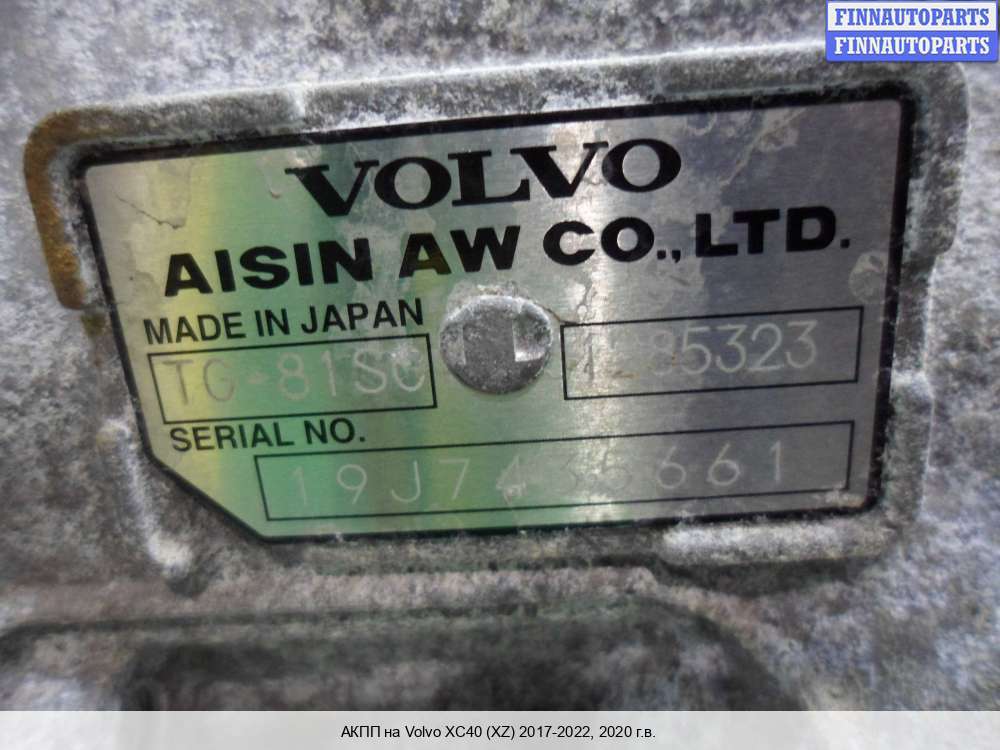 FINNAUTOPARTS
FINNAUTOPARTS
VOLVO
AISIN AW CO., LTD.
MADE IN JAPAN
TG-81SC
SERIAL NO.
АКПП на Volvo XC40 (XZ) 2017-2022, 2020 г.в.